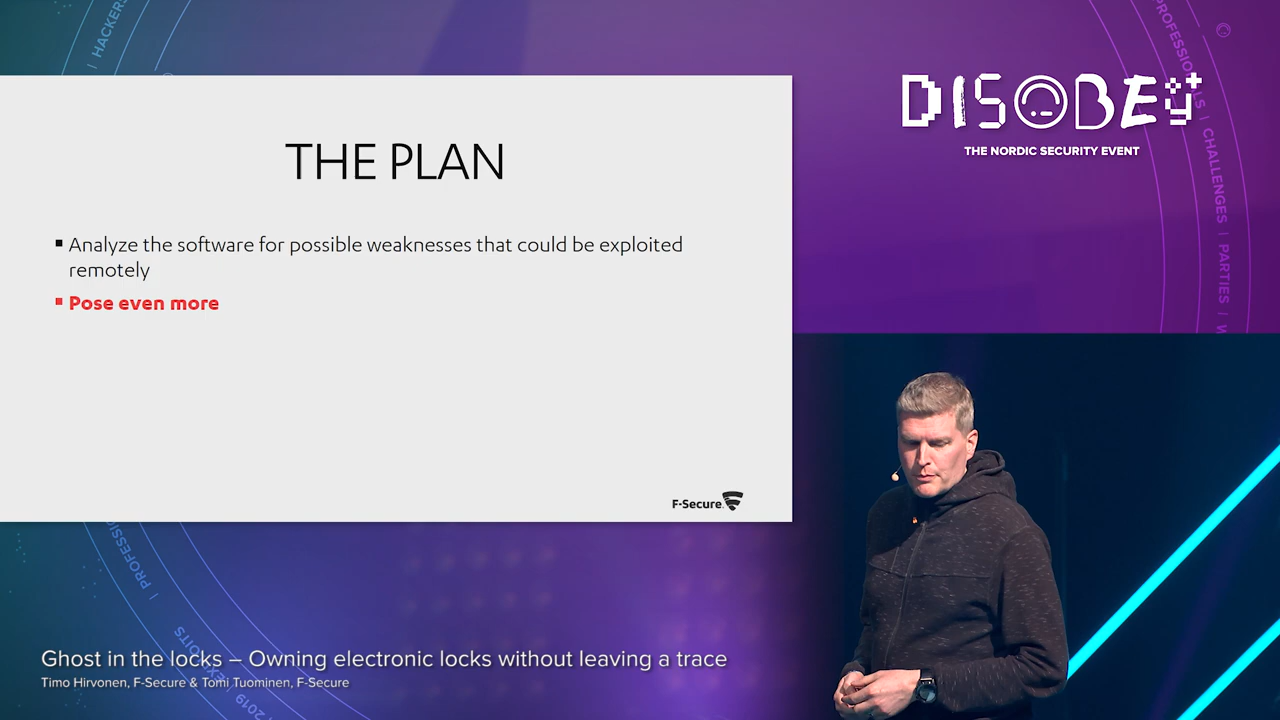 HACKERS
PROFESSIONALS | CHALLENGES | PARTIES /
DISOBEY
THE NORDIC SECURITY EVENT
THE PLAN
Analyze the software for possible weaknesses that could be exploited
remotely
Pose even more
F-Secure
Ghost in the locks – Owning electronic locks without leaving a trace
Timo Hirvonen, F-Secure & Tomi Tuominen, F-Secure
2019